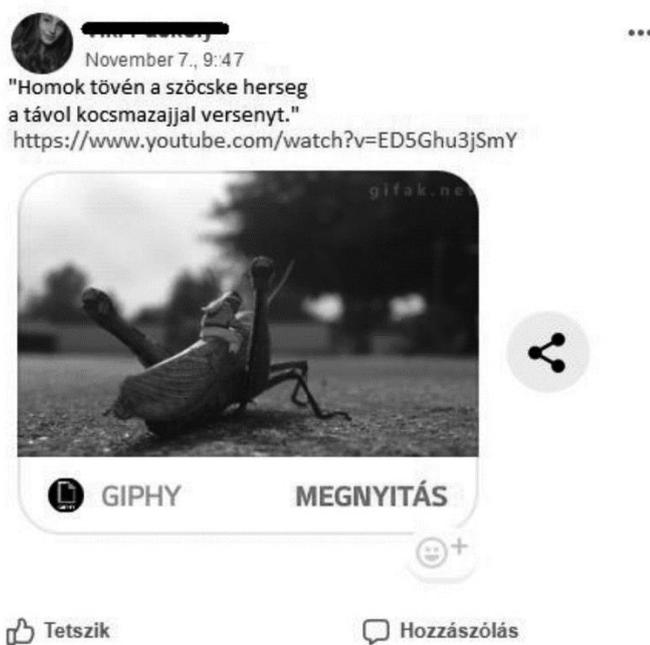 November 7., 9:47
"Homok tövén a szöcske herseg
a távol kocsmazajjal versenyt."
https://www.youtube.com/watch?v=ED5Ghu3jSmY
gifak.net
GIPHY
MEGNYITÁS
Tetszik
Hozzászólás